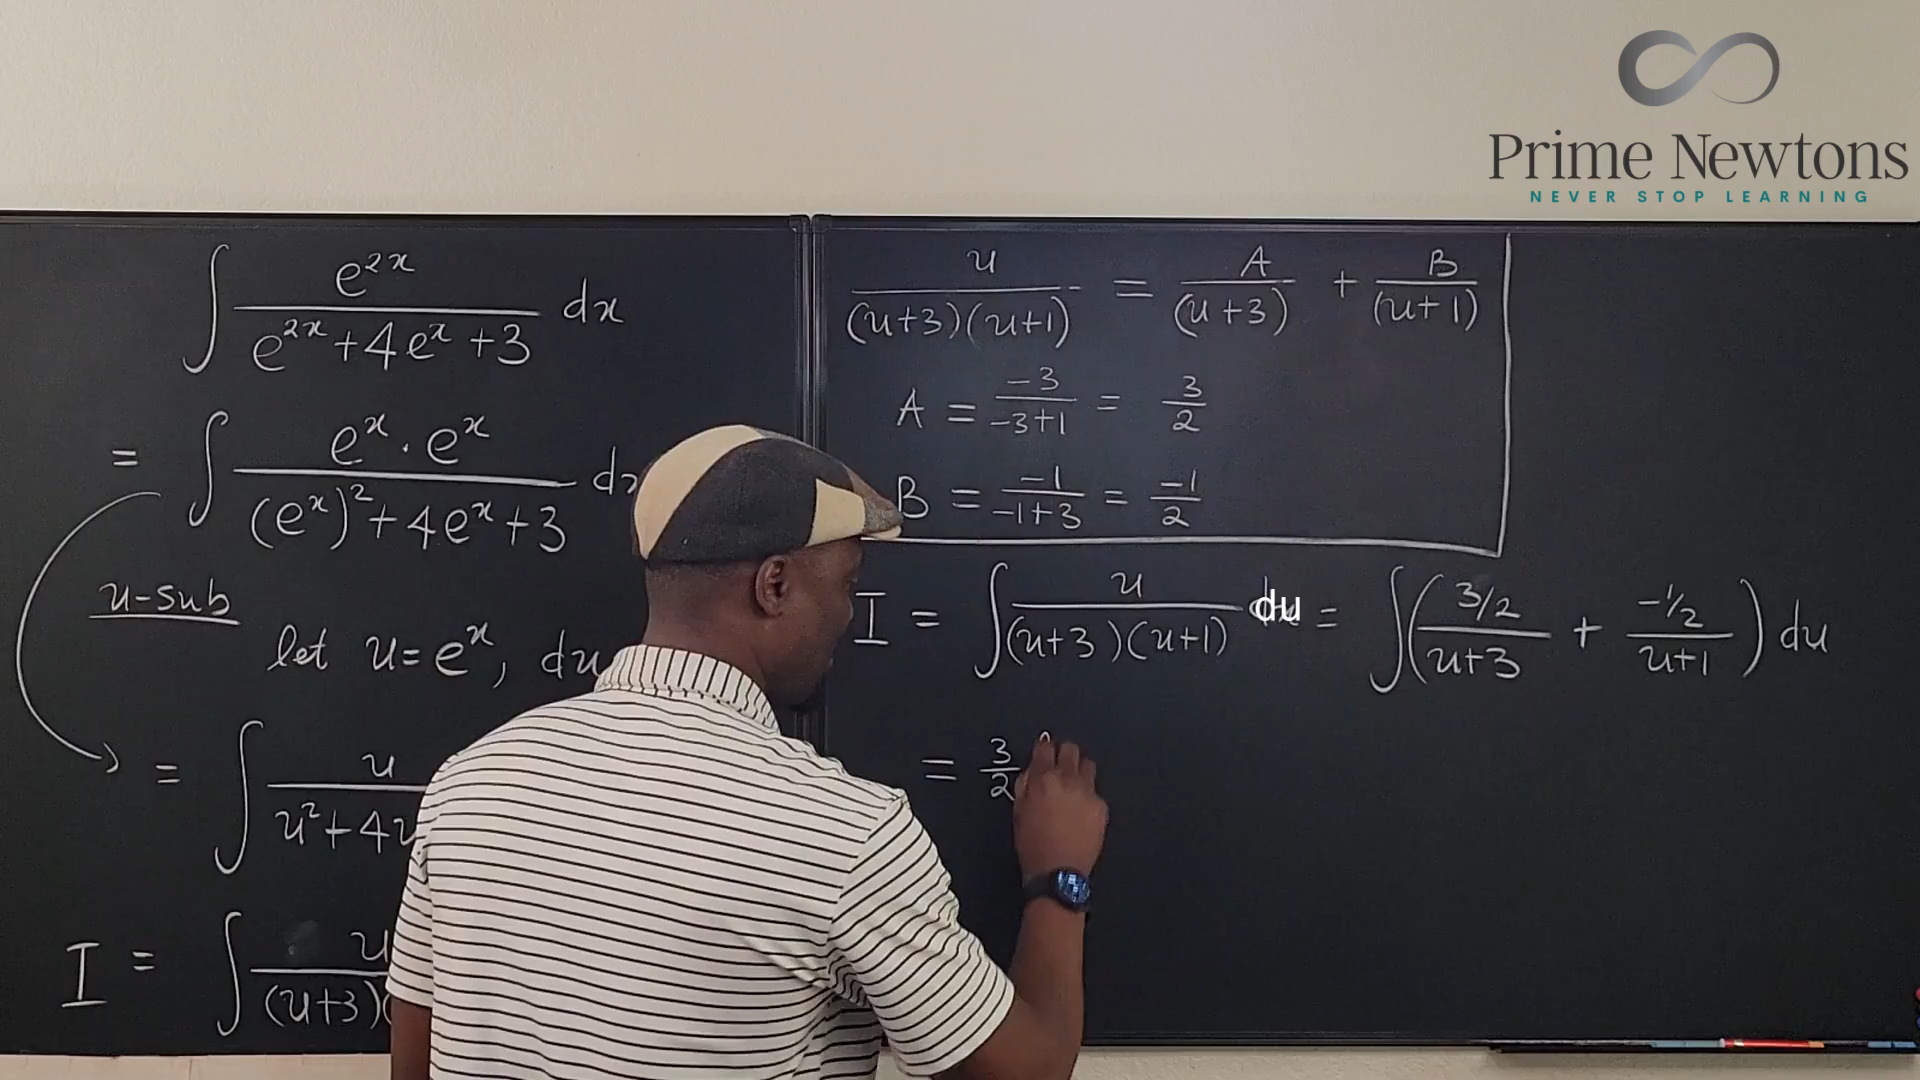 Prime Newtons
NEVER STOP LEARNING
∫ e^{2x} / (e^{2x}+4e^x+3) dx
= ∫ e^x · e^x / ((e^x)^2+4e^x+3)
u-sub
let u=e^x, du
= ∫ u / u^2+4
I = ∫ u / (u+3)(
u / (u+3)(u+1) = A / (u+3) + B / (u+1)
A = -3 / -3+1 = 3/2
B = -1 / -1+3 = -1/2
I = ∫ u / (u+3)(u+1) du = ∫ ( 3/2 / u+3 + -1/2 / u+1 ) du
= 3/2